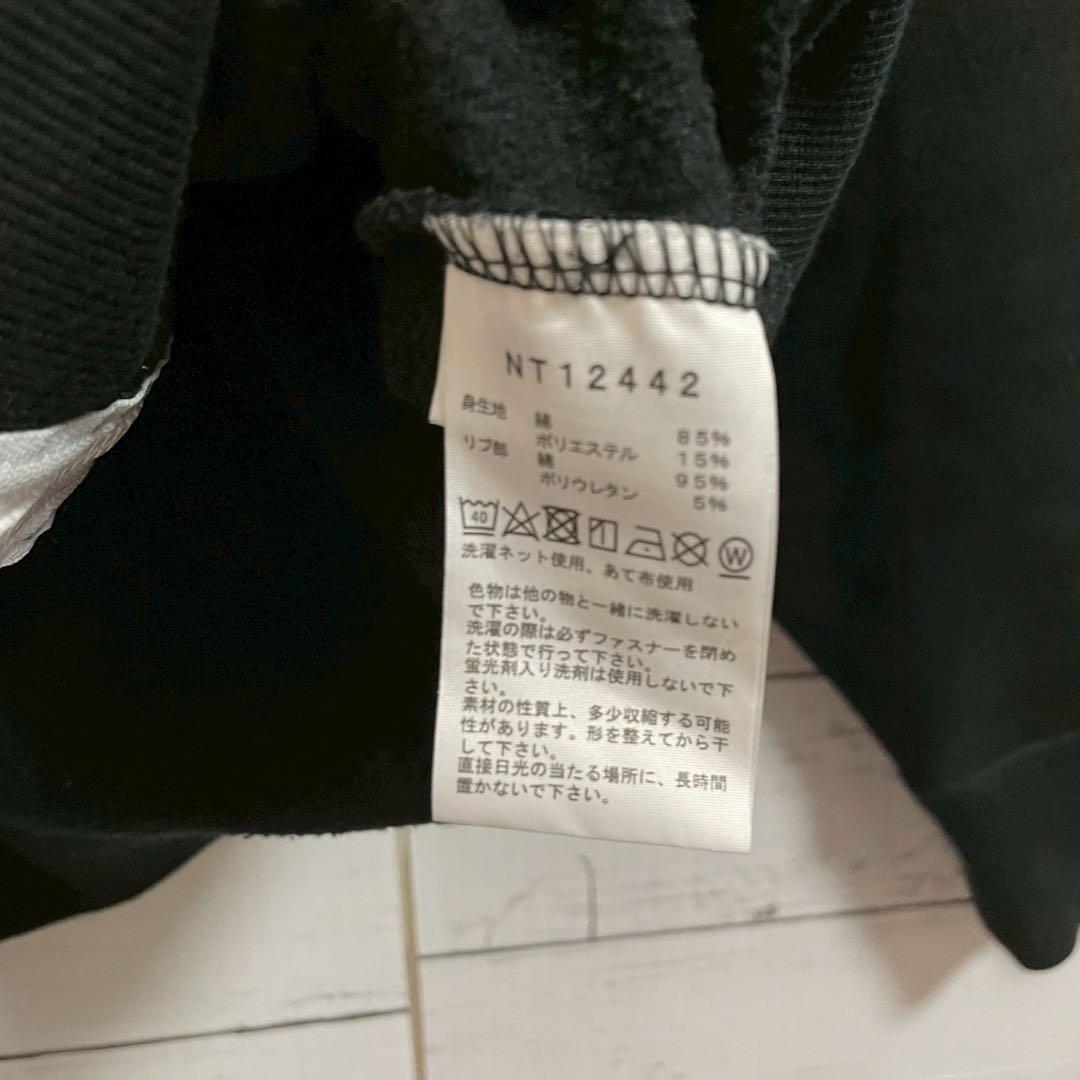 NT12442
身生地 綿 85%
ポリエステル 15%
リブ部 綿 95%
ポリウレタン 5%
40 W
洗濯ネット使用、あて布使用
色物は他の物と一緒に洗濯しない
で下さい。
洗濯の際は必ずファスナーを閉め
た状態で行って下さい。
蛍光剤入り洗剤は使用しないで下
さい。
素材の性質上、多少収縮する可能
性があります。形を整えてから干
して下さい。
直接日光の当たる場所に、長時間
置かないで下さい。